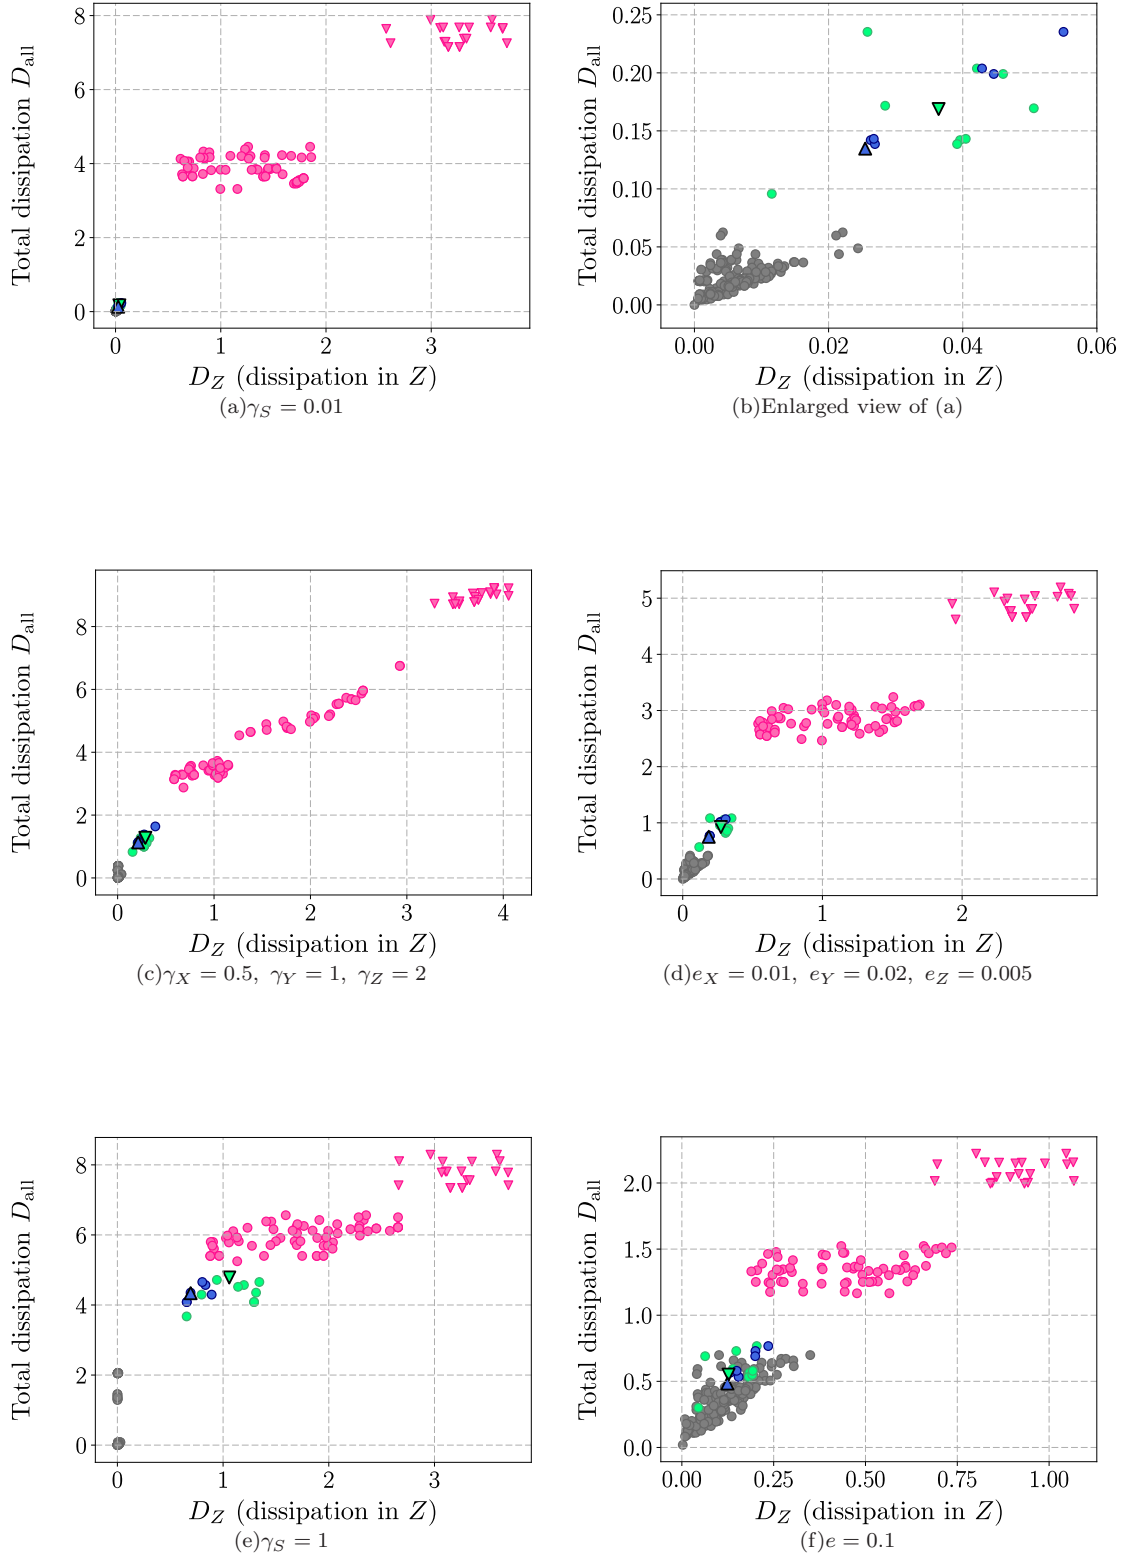 8
6
4
2
0
Total dissipation D_all
0 1 2 3
D_Z (dissipation in Z)
(a)γ_S = 0.01
0.25
0.20
0.15
0.10
0.05
0.00
Total dissipation D_all
0.00 0.02 0.04 0.06
D_Z (dissipation in Z)
(b)Enlarged view of (a)
8
6
4
2
0
Total dissipation D_all
0 1 2 3 4
D_Z (dissipation in Z)
(c)γ_X = 0.5, γ_Y = 1, γ_Z = 2
5
4
3
2
1
0
Total dissipation D_all
0 1 2
D_Z (dissipation in Z)
(d)e_X = 0.01, e_Y = 0.02, e_Z = 0.005
8
6
4
2
0
Total dissipation D_all
0 1 2 3
D_Z (dissipation in Z)
(e)γ_S = 1
2.0
1.5
1.0
0.5
0.0
Total dissipation D_all
0.00 0.25 0.50 0.75 1.00
D_Z (dissipation in Z)
(f)e = 0.1